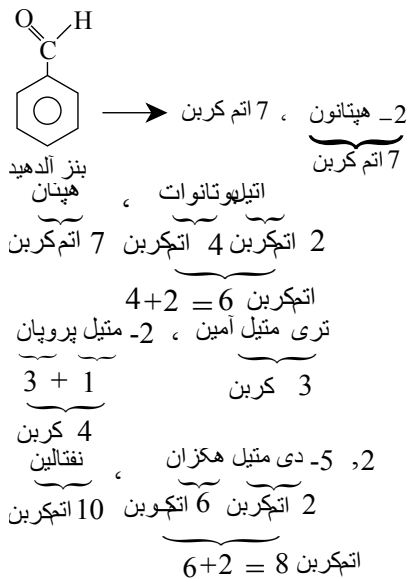 O
H
C
2_ هپتانون ، 7 اتم کربن
7 اتم کربن
بنز آلدهید
اتیل‌بوتانوات ، هپتان
2 اتم‌کربن 4 اتم‌کربن 7 اتم‌کربن
4+2 = 6 اتم‌کربن
تری متیل آمین ، 2- متیل پروپان
3 کربن 3 + 1
4 کربن
2, 5- دی متیل هگزان ، نفتالین
2 اتم‌کربن 6 اتم‌کربن 10 اتم‌کربن
6+2 = 8 اتم‌کربن